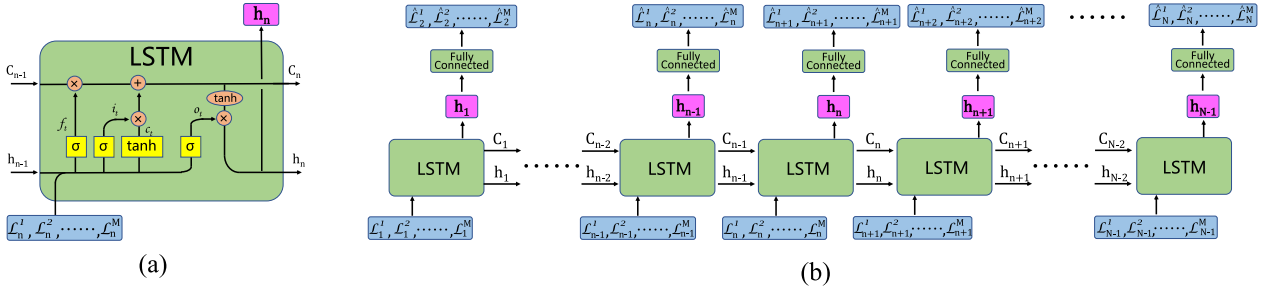 h_n
LSTM
C_{n-1}
C_n
×
+
tanh
f_t
i_t
×
c_t
o_t
×
σ
σ
tanh
σ
h_{n-1}
h_n
ℒ_n^1, ℒ_n^2,······,ℒ_n^M
(a)
ℒ̂_2^1, ℒ̂_2^2,······,ℒ̂_2^M
Fully
Connected
h_1
LSTM
C_1
h_1
ℒ_1^1, ℒ_1^2,······,ℒ_1^M
······
ℒ̂_n^1, ℒ̂_n^2,······,ℒ̂_n^M
Fully
Connected
h_{n-1}
C_{n-2}
h_{n-2}
LSTM
C_{n-1}
h_{n-1}
ℒ_{n-1}^1,ℒ_{n-1}^2,······,ℒ_{n-1}^M
ℒ̂_{n+1}^1, ℒ̂_{n+1}^2,······,ℒ̂_{n+1}^M
Fully
Connected
h_n
LSTM
C_n
h_n
ℒ_n^1, ℒ_n^2,······,ℒ_n^M
ℒ̂_{n+2}^1, ℒ̂_{n+2}^2,······,ℒ̂_{n+2}^M
Fully
Connected
h_{n+1}
LSTM
C_{n+1}
h_{n+1}
ℒ_{n+1}^1,ℒ_{n+1}^2,······,ℒ_{n+1}^M
······
······
ℒ̂_N^1, ℒ̂_N^2,······,ℒ̂_N^M
Fully
Connected
h_{N-1}
C_{N-2}
h_{N-2}
LSTM
ℒ_{N-1}^1,ℒ_{N-1}^2,······,ℒ_{N-1}^M
(b)